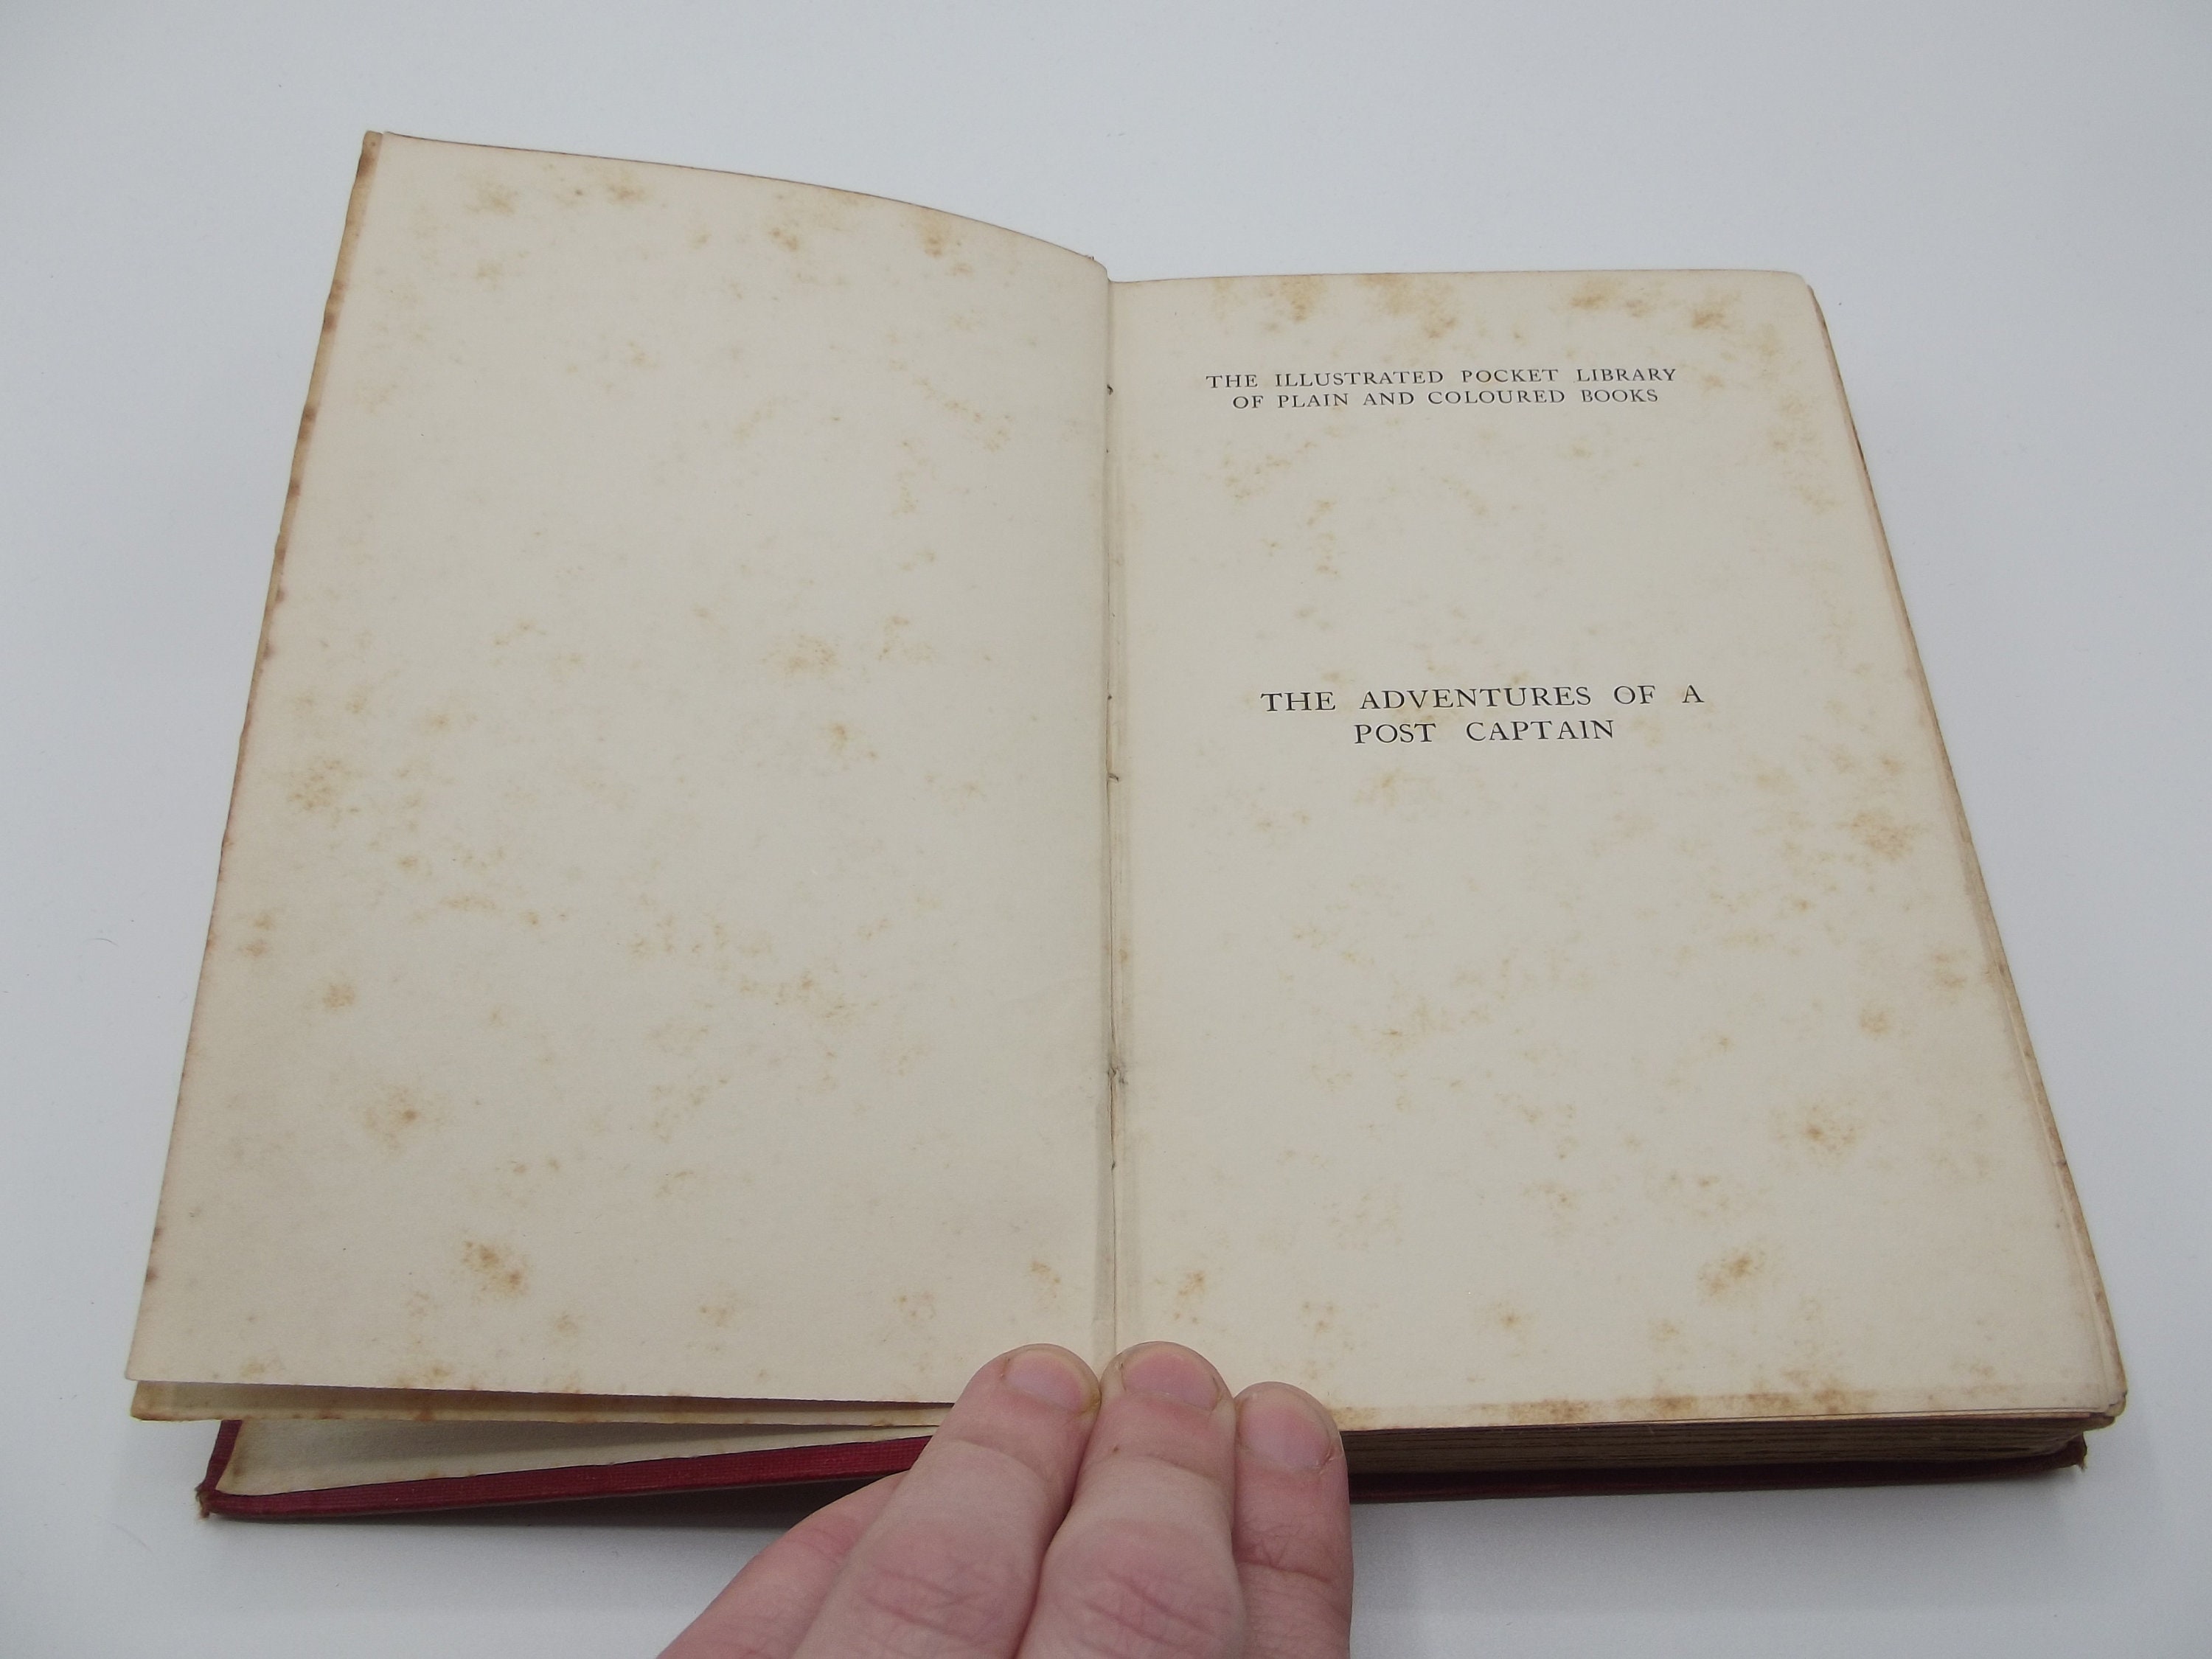 THE ILLUSTRATED POCKET LIBRARY
OF PLAIN AND COLOURED BOOKS
THE ADVENTURES OF A
POST CAPTAIN